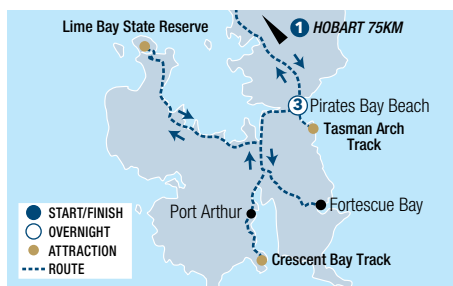 Lime Bay State Reserve
1 HOBART 75KM
3 Pirates Bay Beach
Tasman Arch
Track
Port Arthur
Fortescue Bay
Crescent Bay Track
START/FINISH
OVERNIGHT
ATTRACTION
ROUTE